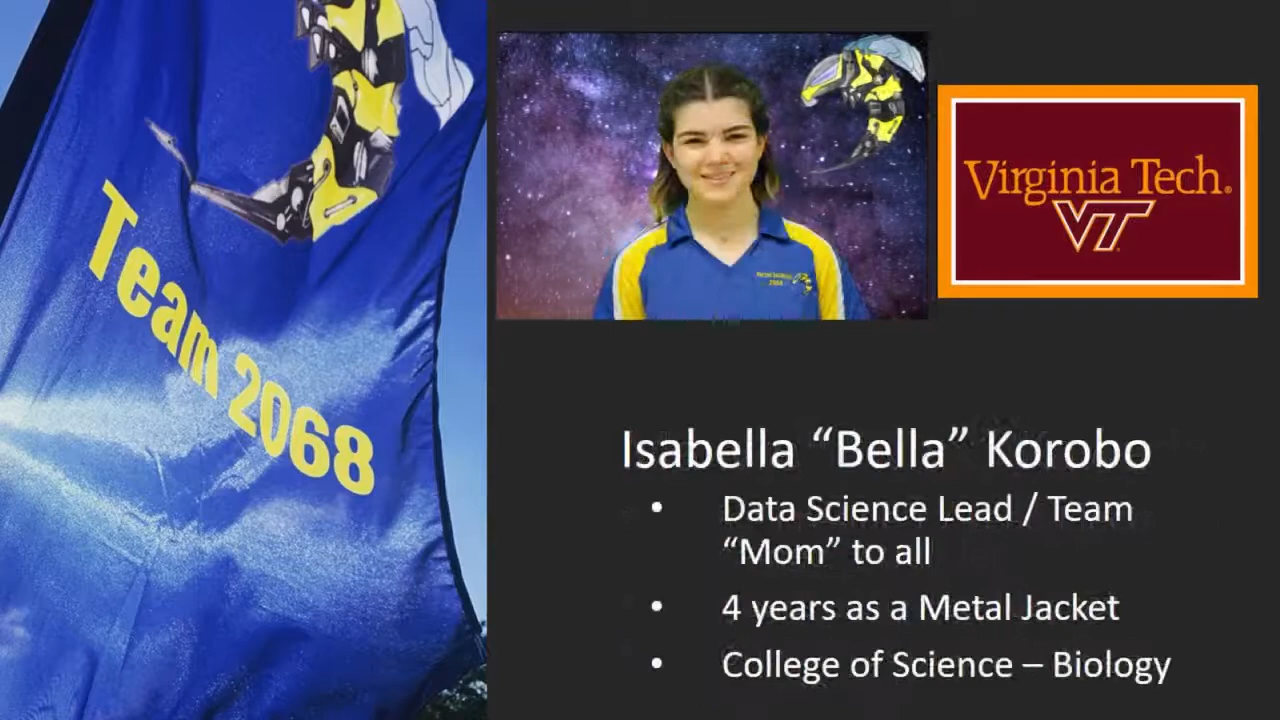 Team 2068
Virginia Tech.
VT
Isabella “Bella” Korobo
• Data Science Lead / Team
“Mom” to all
• 4 years as a Metal Jacket
• College of Science – Biology